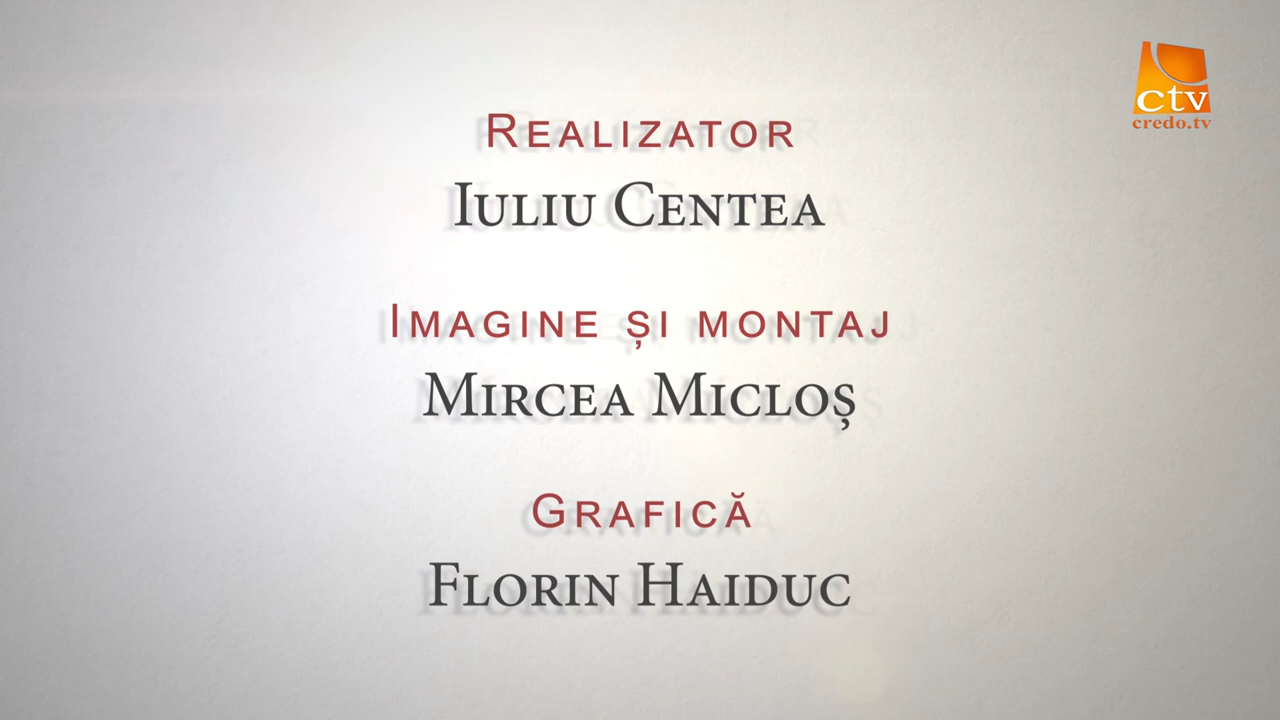 ctv
credo.tv
Realizator
Iuliu Centea
Imagine și montaj
Mircea Micloș
Grafică
Florin Haiduc